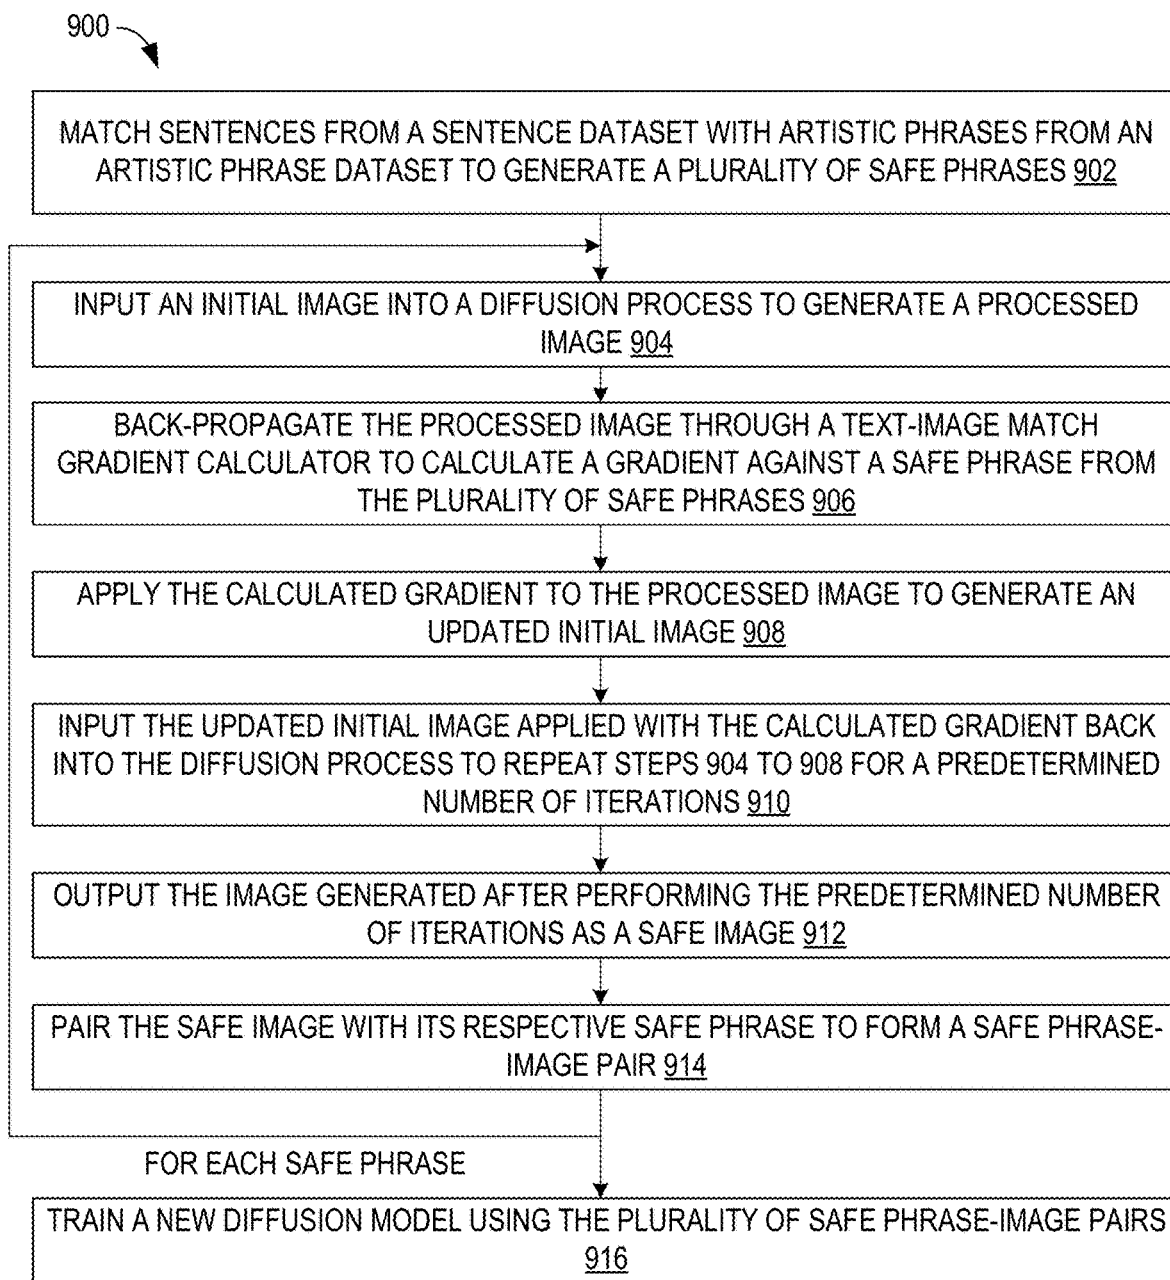 900
MATCH SENTENCES FROM A SENTENCE DATASET WITH ARTISTIC PHRASES FROM AN
ARTISTIC PHRASE DATASET TO GENERATE A PLURALITY OF SAFE PHRASES 902
INPUT AN INITIAL IMAGE INTO A DIFFUSION PROCESS TO GENERATE A PROCESSED
IMAGE 904
BACK-PROPAGATE THE PROCESSED IMAGE THROUGH A TEXT-IMAGE MATCH
GRADIENT CALCULATOR TO CALCULATE A GRADIENT AGAINST A SAFE PHRASE FROM
THE PLURALITY OF SAFE PHRASES 906
APPLY THE CALCULATED GRADIENT TO THE PROCESSED IMAGE TO GENERATE AN
UPDATED INITIAL IMAGE 908
INPUT THE UPDATED INITIAL IMAGE APPLIED WITH THE CALCULATED GRADIENT BACK
INTO THE DIFFUSION PROCESS TO REPEAT STEPS 904 TO 908 FOR A PREDETERMINED
NUMBER OF ITERATIONS 910
OUTPUT THE IMAGE GENERATED AFTER PERFORMING THE PREDETERMINED NUMBER
OF ITERATIONS AS A SAFE IMAGE 912
PAIR THE SAFE IMAGE WITH ITS RESPECTIVE SAFE PHRASE TO FORM A SAFE PHRASE-
IMAGE PAIR 914
FOR EACH SAFE PHRASE
TRAIN A NEW DIFFUSION MODEL USING THE PLURALITY OF SAFE PHRASE-IMAGE PAIRS
916